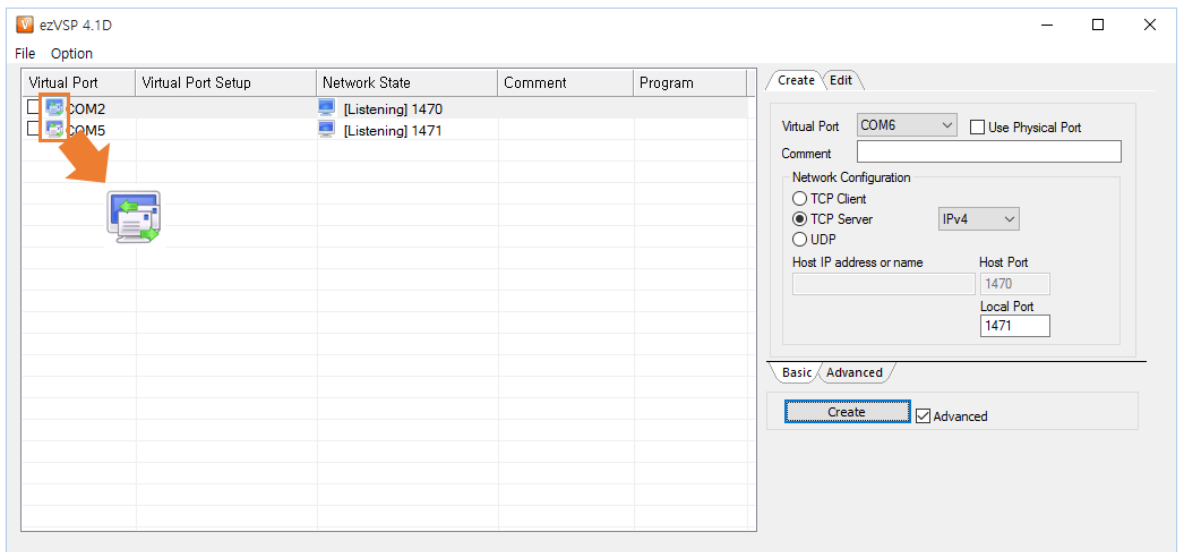 ezVSP 4.1D
File Option
Virtual Port Virtual Port Setup Network State Comment Program
COM2 [Listening] 1470
COM5 [Listening] 1471
Create Edit
Virtual Port COM6 Use Physical Port
Comment
Network Configuration
TCP Client
TCP Server IPv4
UDP
Host IP address or name Host Port
1470
Local Port
1471
Basic Advanced
Create Advanced